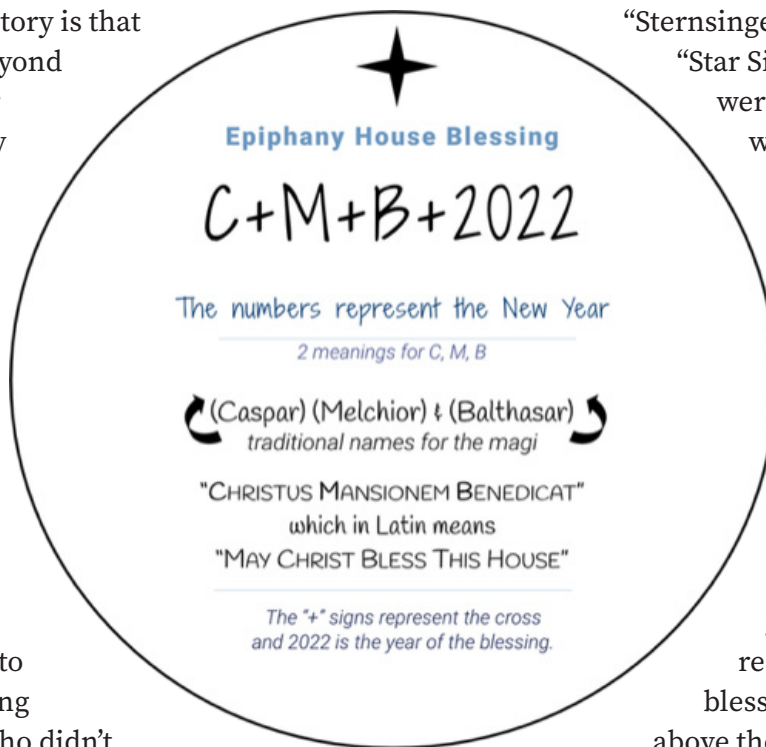 tory is that
yond
y
to
ng
ho didn’t
Epiphany House Blessing
C+M+B+2022
The numbers represent the New Year
2 meanings for C, M, B
(Caspar) (Melchior) & (Balthasar)
traditional names for the magi
"CHRISTUS MANSIONEM BENEDICAT"
which in Latin means
"MAY CHRIST BLESS THIS HOUSE"
The "+" signs represent the cross
and 2022 is the year of the blessing.
“Sternsinge
“Star Si
wer
w
re
bless
above the